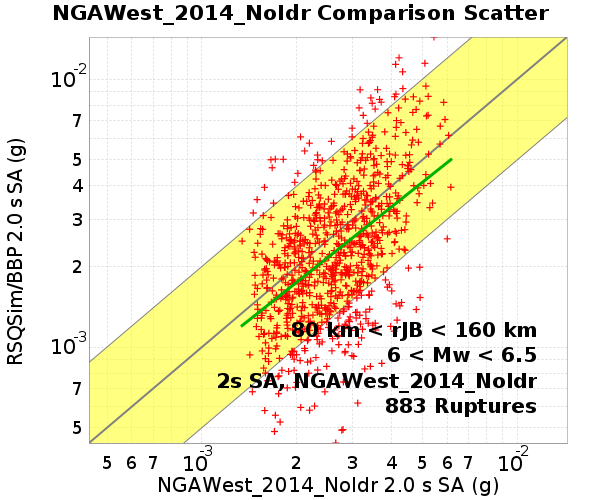 NGAWest_2014_NoIdr Comparison Scatter
RSQSim/BBP 2.0 s SA (g)
10-2
7
5
4
3
2
10-3
7
5
80 km < rJB < 160 km
6 < Mw < 6.5
2s SA, NGAWest_2014_NoIdr
883 Ruptures
5 6 7 10-3 2 3 4 5 6 7 10-2
NGAWest_2014_NoIdr 2.0 s SA (g)